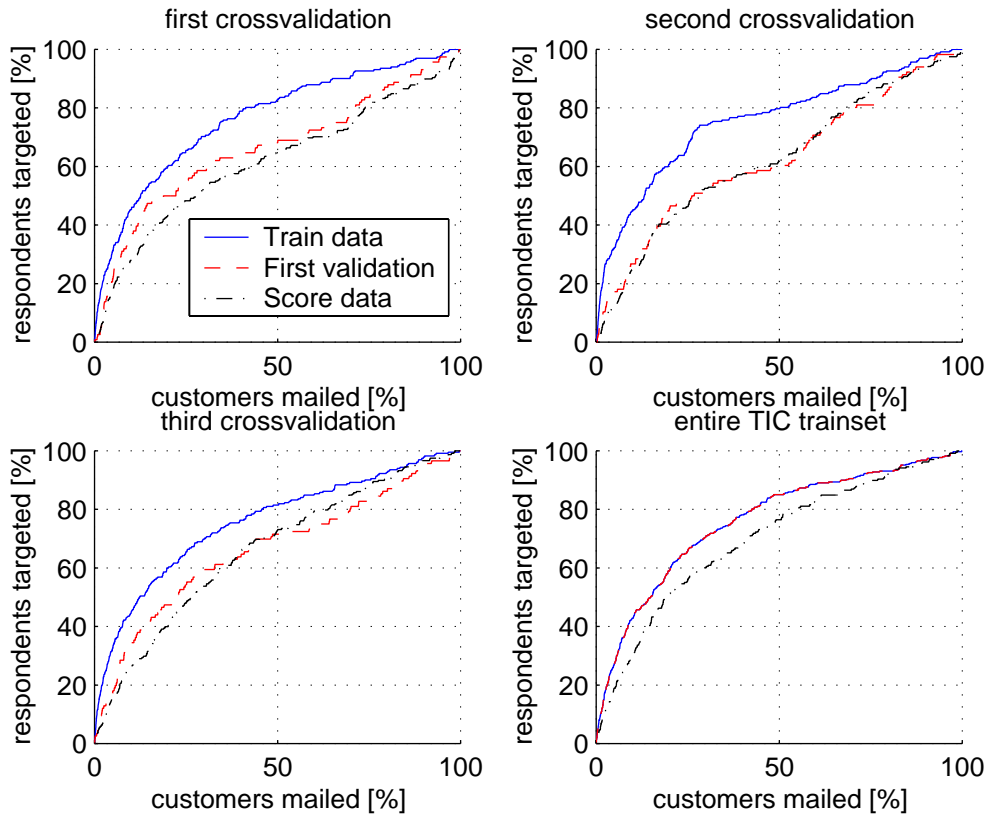 first crossvalidation
respondents targeted [%]
100
80
60
40
20
0
Train data
First validation
Score data
0 50 100
customers mailed [%]
second crossvalidation
respondents targeted [%]
100
80
60
40
20
0
0 50 100
customers mailed [%]
third crossvalidation
respondents targeted [%]
100
80
60
40
20
0
0 50 100
customers mailed [%]
entire TIC trainset
respondents targeted [%]
100
80
60
40
20
0
0 50 100
customers mailed [%]